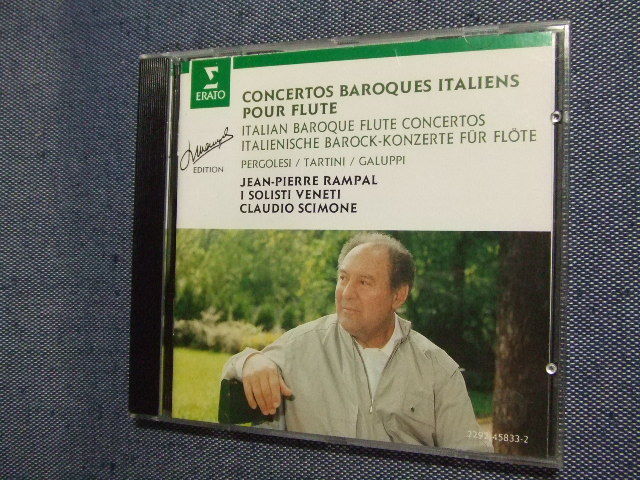 ERATO
CONCERTOS BAROQUES ITALIENS
POUR FLUTE
ITALIAN BAROQUE FLUTE CONCERTOS
ITALIENISCHE BAROCK-KONZERTE FÜR FLÖTE
PERGOLESI / TARTINI / GALUPPI
EDITION
JEAN-PIERRE RAMPAL
I SOLISTI VENETI
CLAUDIO SCIMONE
2292-45833-2